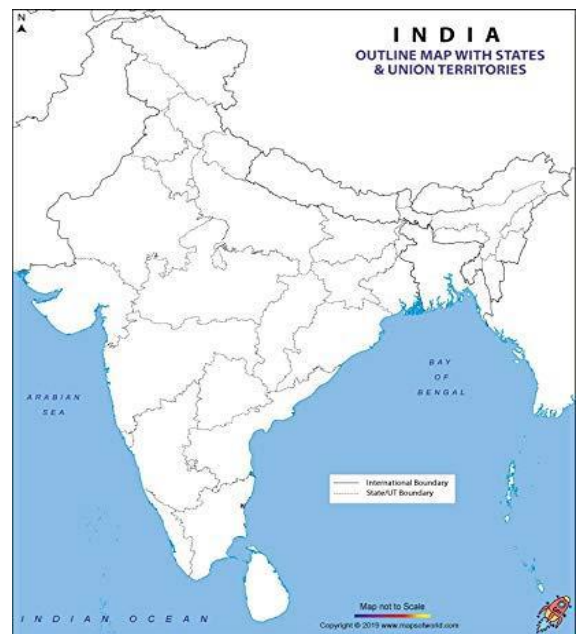 N
INDIA
OUTLINE MAP WITH STATES
& UNION TERRITORIES
BAY
OF
BENGAL
ARABIAN
SEA
International Boundary
State/UT Boundary
Map not to Scale
Copyright © 2019 www.mapsofworld.com
INDIAN OCEAN